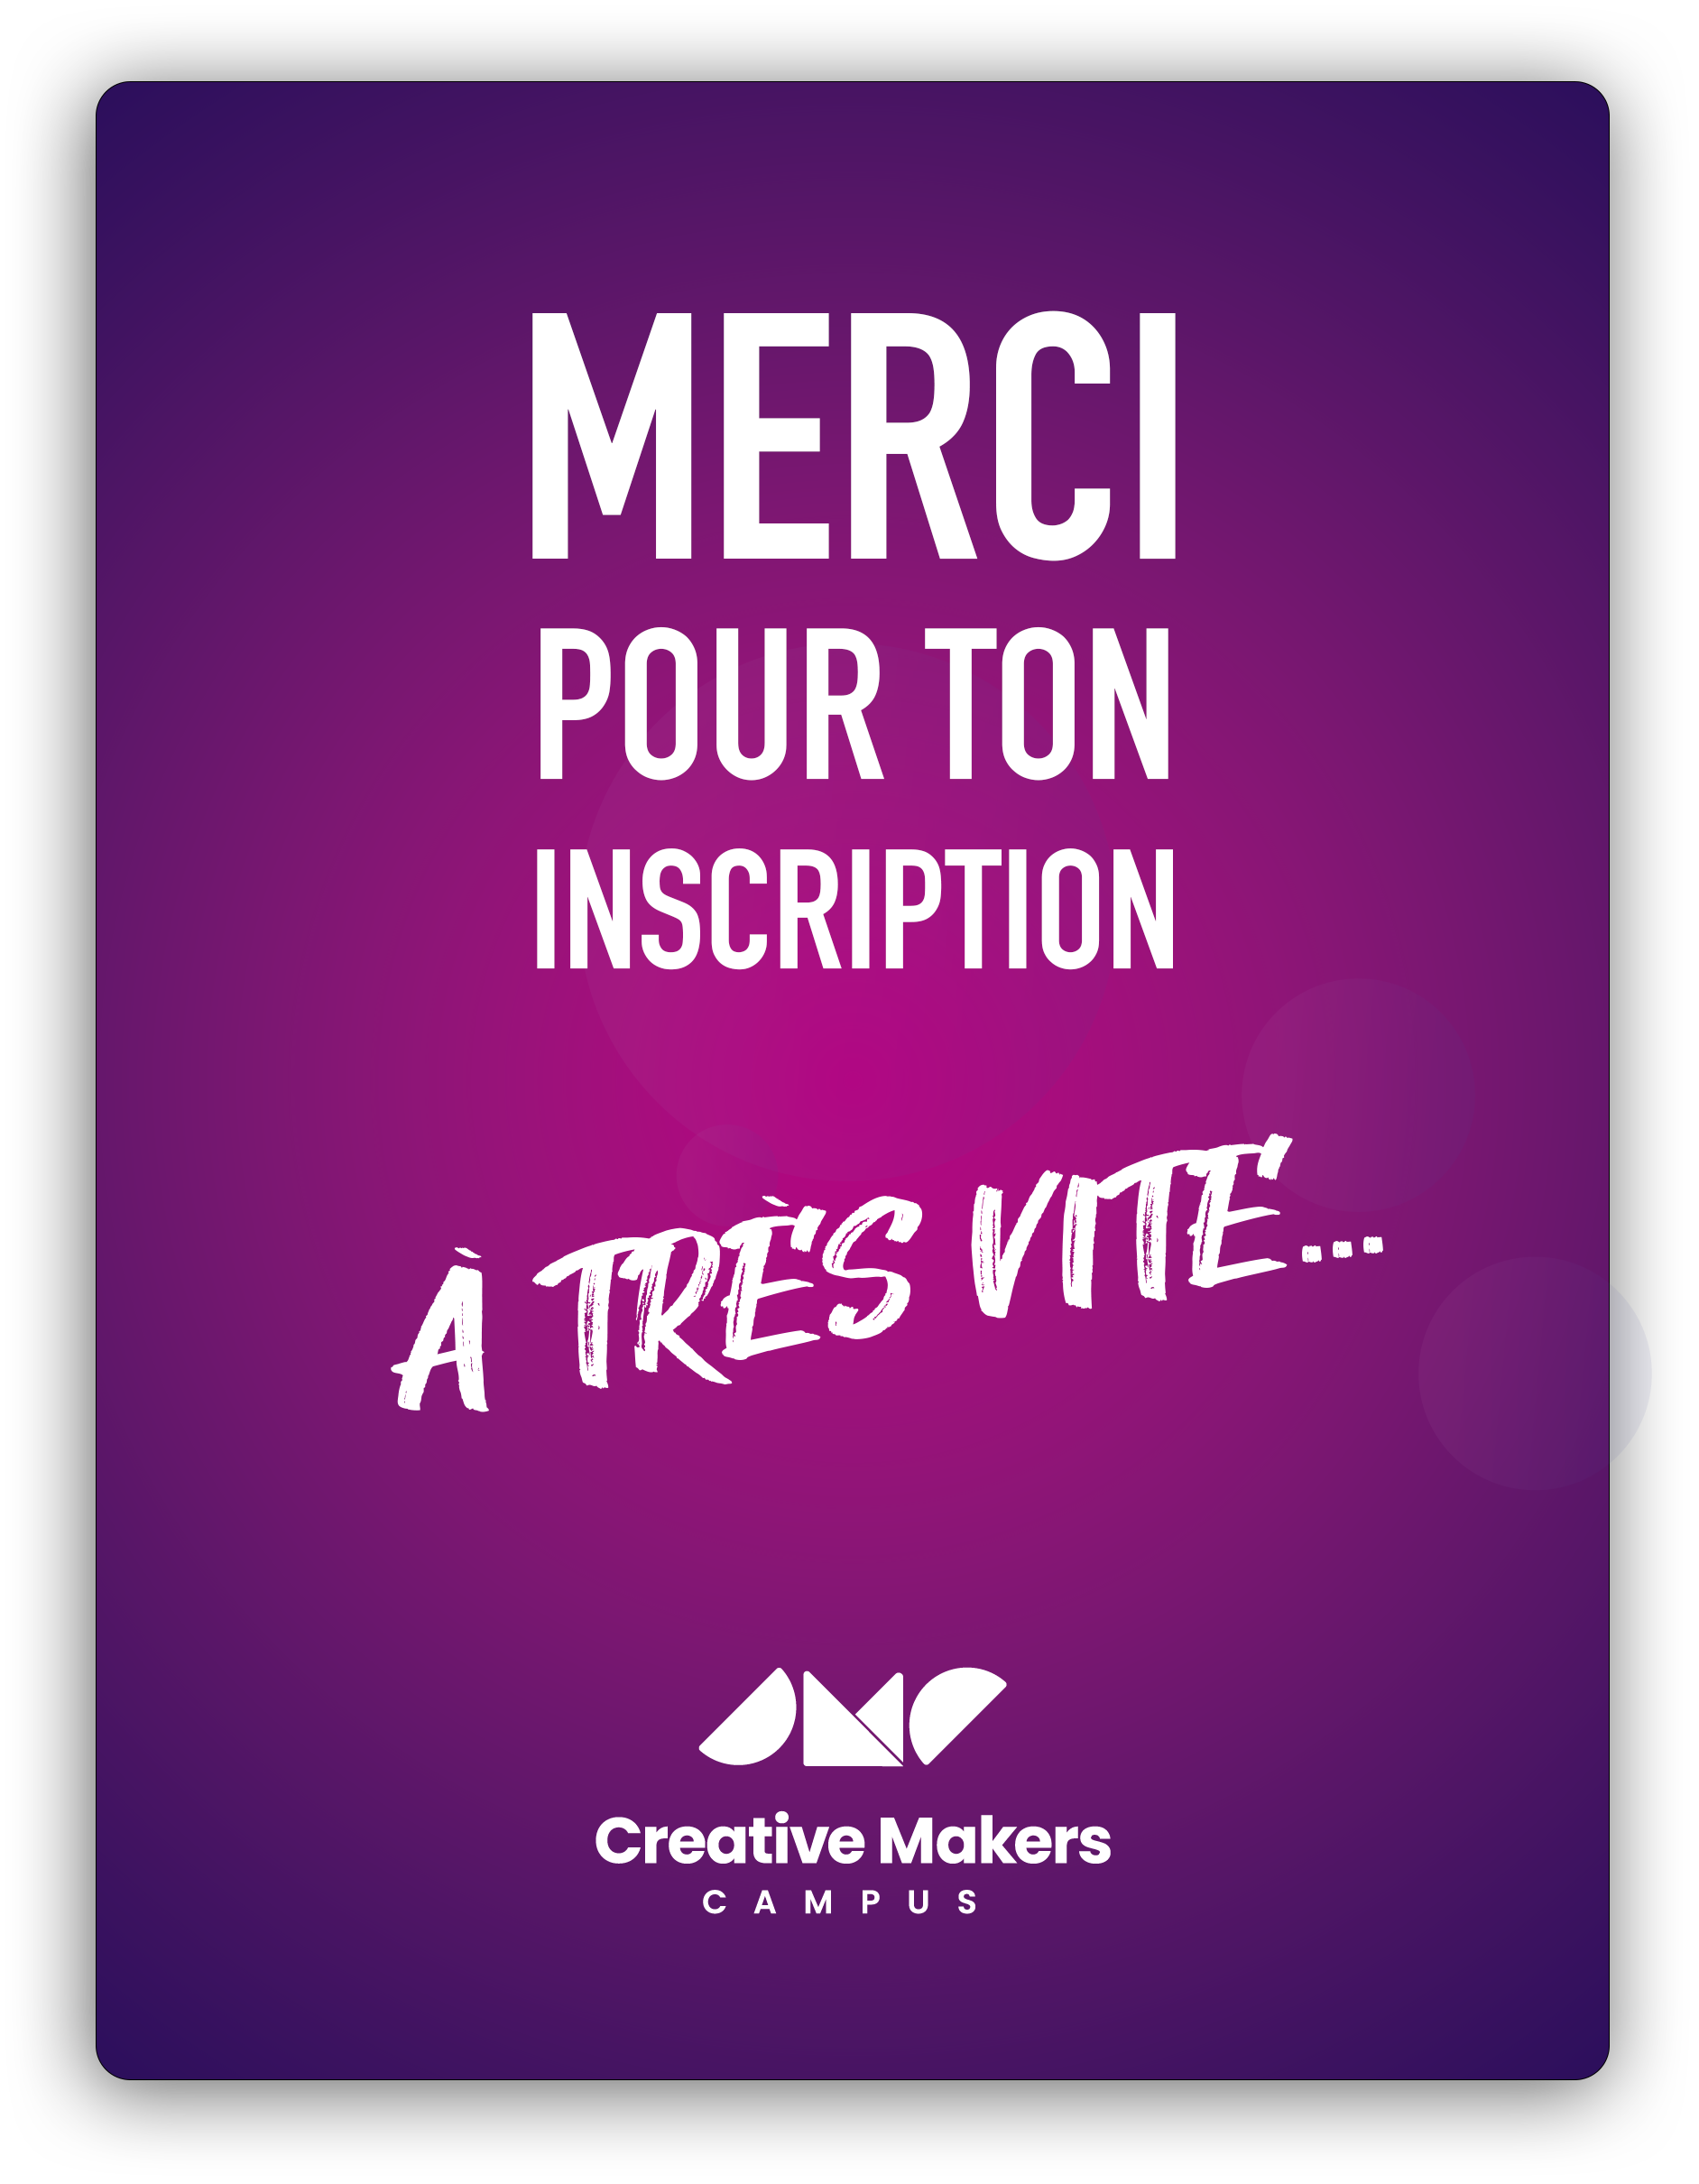 MERCI
POUR TON
INSCRIPTION
À TRÈS VITE...
Creative Makers
CAMPUS